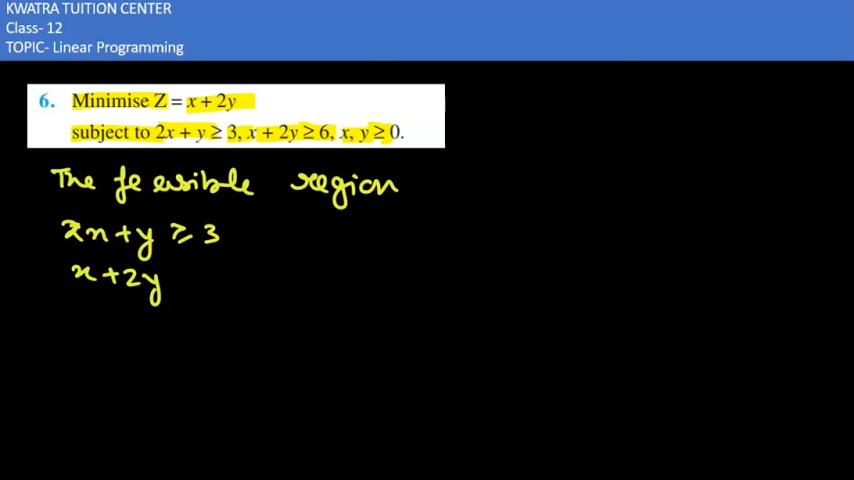 KWATRA TUITION CENTER
Class- 12
TOPIC- Linear Programming
6. Minimise Z = x + 2y
subject to 2x + y ≥ 3, x + 2y ≥ 6, x, y ≥ 0.
The feasible region
2x + y ≥ 3
x + 2y